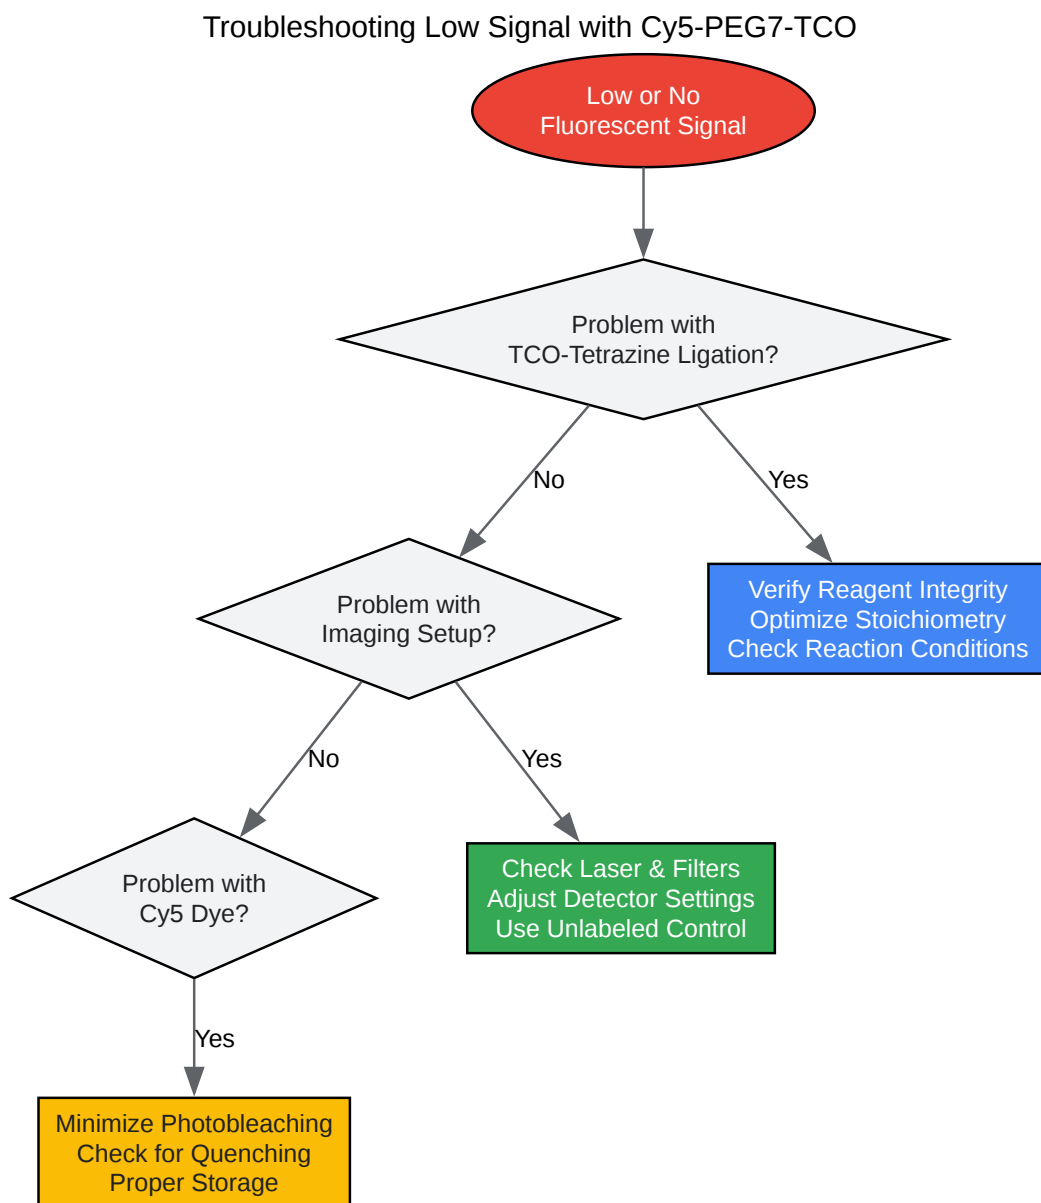 Troubleshooting Low Signal with Cy5-PEG7-TCO
Low or No
Fluorescent Signal
Problem with
TCO-Tetrazine Ligation?
No
Yes
Problem with
Imaging Setup?
Verify Reagent Integrity
Optimize Stoichiometry
Check Reaction Conditions
No
Yes
Problem with
Cy5 Dye?
Check Laser & Filters
Adjust Detector Settings
Use Unlabeled Control
Yes
Minimize Photobleaching
Check for Quenching
Proper Storage